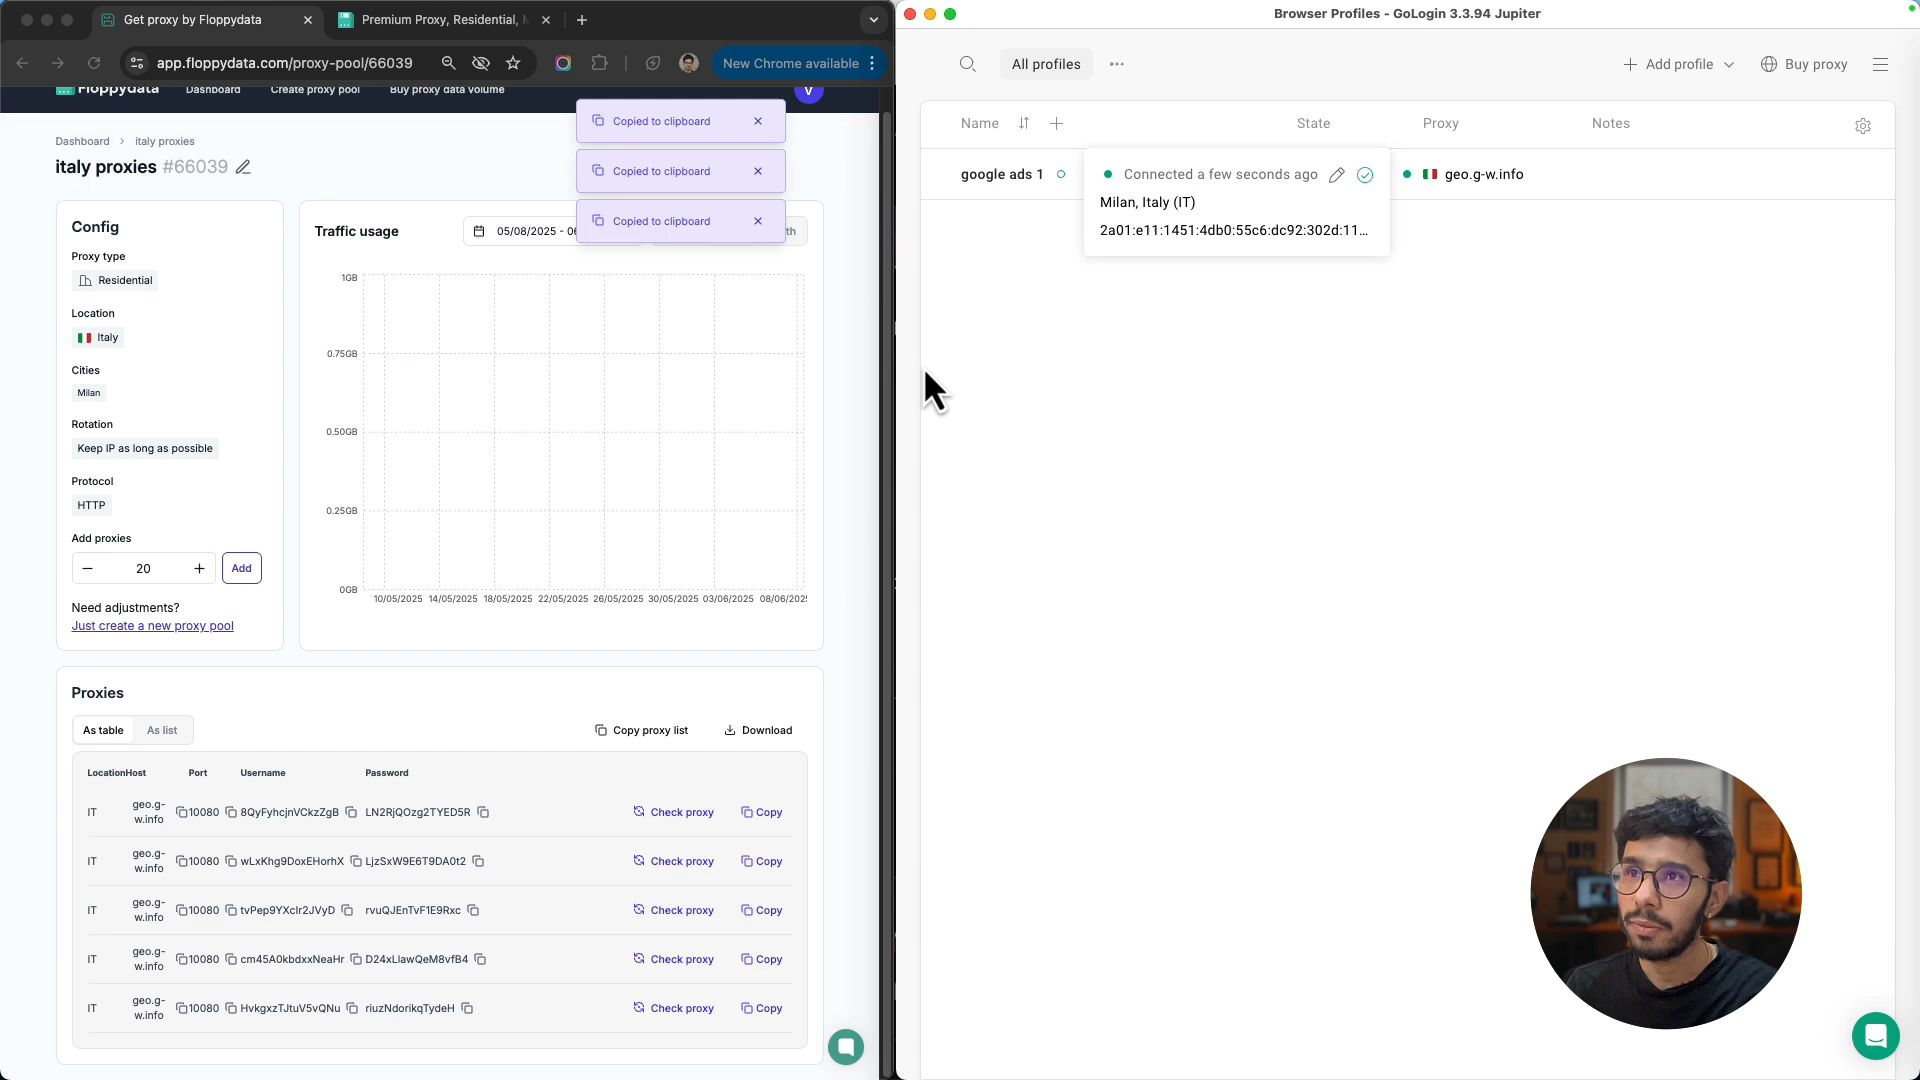 Get proxy by Floppydata
Premium Proxy, Residential,
app.floppydata.com/proxy-pool/66039
New Chrome available
Floppydata
Dashboard
Create proxy pool
Buy proxy data volume
V
Copied to clipboard
Copied to clipboard
Copied to clipboard
Dashboard > italy proxies
italy proxies #66039
Config
Proxy type
Residential
Location
Italy
Cities
Milan
Rotation
Keep IP as long as possible
Protocol
HTTP
Add proxies
20
Add
Need adjustments?
Just create a new proxy pool
Traffic usage
05/08/2025 - 06
th
1GB
0.75GB
0.50GB
0.25GB
0GB
10/05/2025 14/05/2025 18/05/2025 22/05/2025 26/05/2025 30/05/2025 03/06/2025 08/06/202
Proxies
As table
As list
Copy proxy list
Download
Location Host Port Username Password
IT geo.g-w.info 10080 8QyFyhcjnVCkzZgB LN2RjQOzg2TYED5R Check proxy Copy
IT geo.g-w.info 10080 wLxKhg9DoxEHorhX LjzSxW9E6T9DA0t2 Check proxy Copy
IT geo.g-w.info 10080 tvPep9YXclr2JVyD rvuQJEnTvF1E9Rxc Check proxy Copy
IT geo.g-w.info 10080 cm45A0kbdxxNeaHr D24xLlawQeM8vfB4 Check proxy Copy
IT geo.g-w.info 10080 HvkgxzTJtuV5vQNu riuzNdorikqTydeH Check proxy Copy
Browser Profiles - GoLogin 3.3.94 Jupiter
All profiles
Add profile
Buy proxy
Name
State
Proxy
Notes
google ads 1
Connected a few seconds ago
geo.g-w.info
Milan, Italy (IT)
2a01:e11:1451:4db0:55c6:dc92:302d:11...